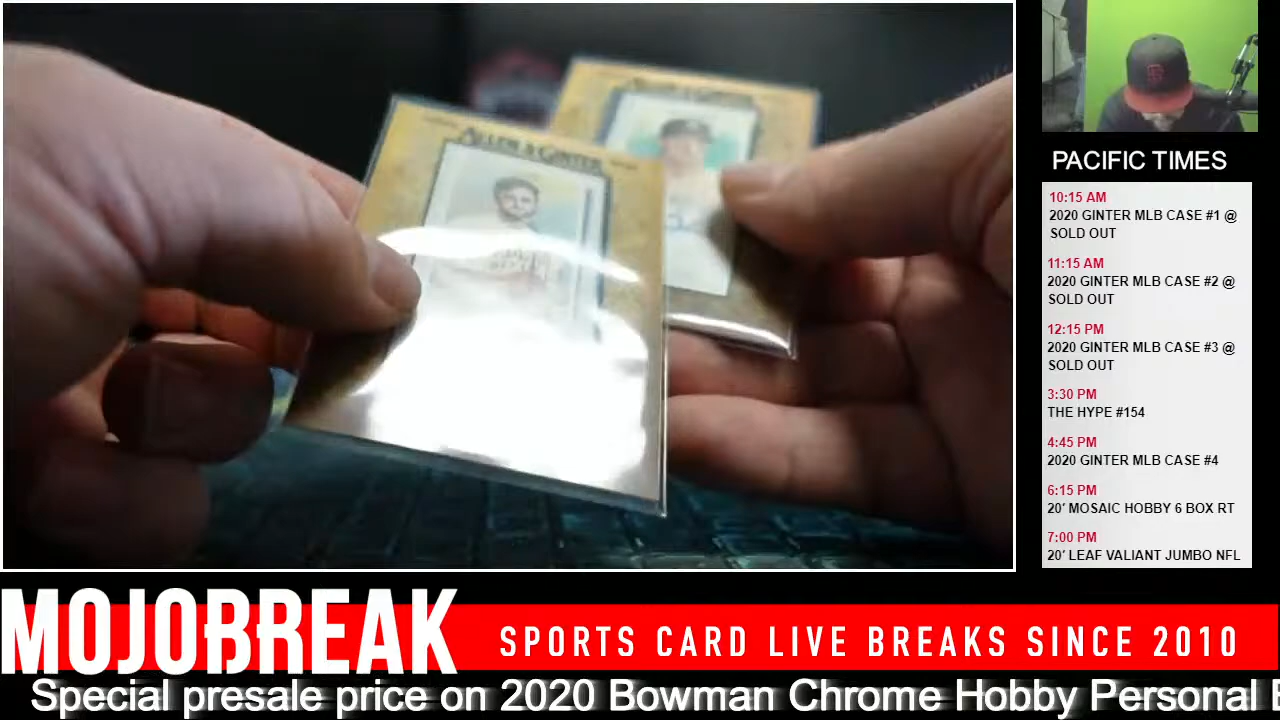 ALLEN & GINTER
PACIFIC TIMES
10:15 AM
2020 GINTER MLB CASE #1 @
SOLD OUT
11:15 AM
2020 GINTER MLB CASE #2 @
SOLD OUT
12:15 PM
2020 GINTER MLB CASE #3 @
SOLD OUT
3:30 PM
THE HYPE #154
4:45 PM
2020 GINTER MLB CASE #4
6:15 PM
20' MOSAIC HOBBY 6 BOX RT
7:00 PM
20' LEAF VALIANT JUMBO NFL
MOJOBREAK
SPORTS CARD LIVE BREAKS SINCE 2010
Special presale price on 2020 Bowman Chrome Hobby Personal